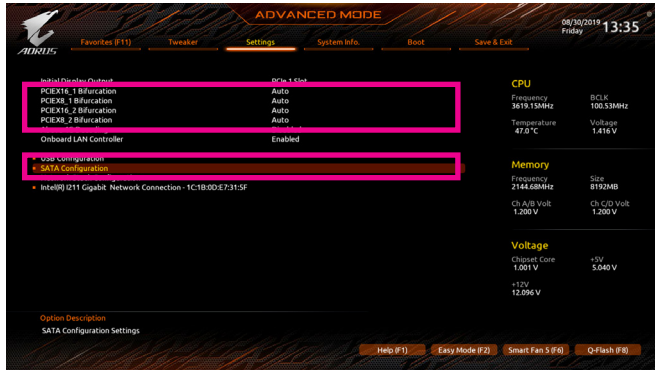 ADVANCED MODE
08/30/2019 Friday 13:35
AORUS
Favorites (F11) Tweaker Settings System Info. Boot Save & Exit
Initial Display Output PCIe 1 Slot
PCIEX16_1 Bifurcation Auto
PCIEX8_1 Bifurcation Auto
PCIEX16_2 Bifurcation Auto
PCIEX8_2 Bifurcation Auto
Onboard LAN Controller Enabled
USB Configuration
SATA Configuration
Intel(R) I211 Gigabit Network Connection - 1C:1B:0D:E7:31:5F
CPU
Frequency BCLK
3619.15MHz 100.53MHz
Temperature Voltage
47.0 °C 1.416 V
Memory
Frequency Size
2144.68MHz 8192MB
Ch A/B Volt Ch C/D Volt
1.200 V 1.200 V
Voltage
Chipset Core +5V
1.001 V 5.040 V
+12V
12.096 V
Option Description
SATA Configuration Settings
Help (F1) Easy Mode (F2) Smart Fan 5 (F6) Q-Flash (F8)